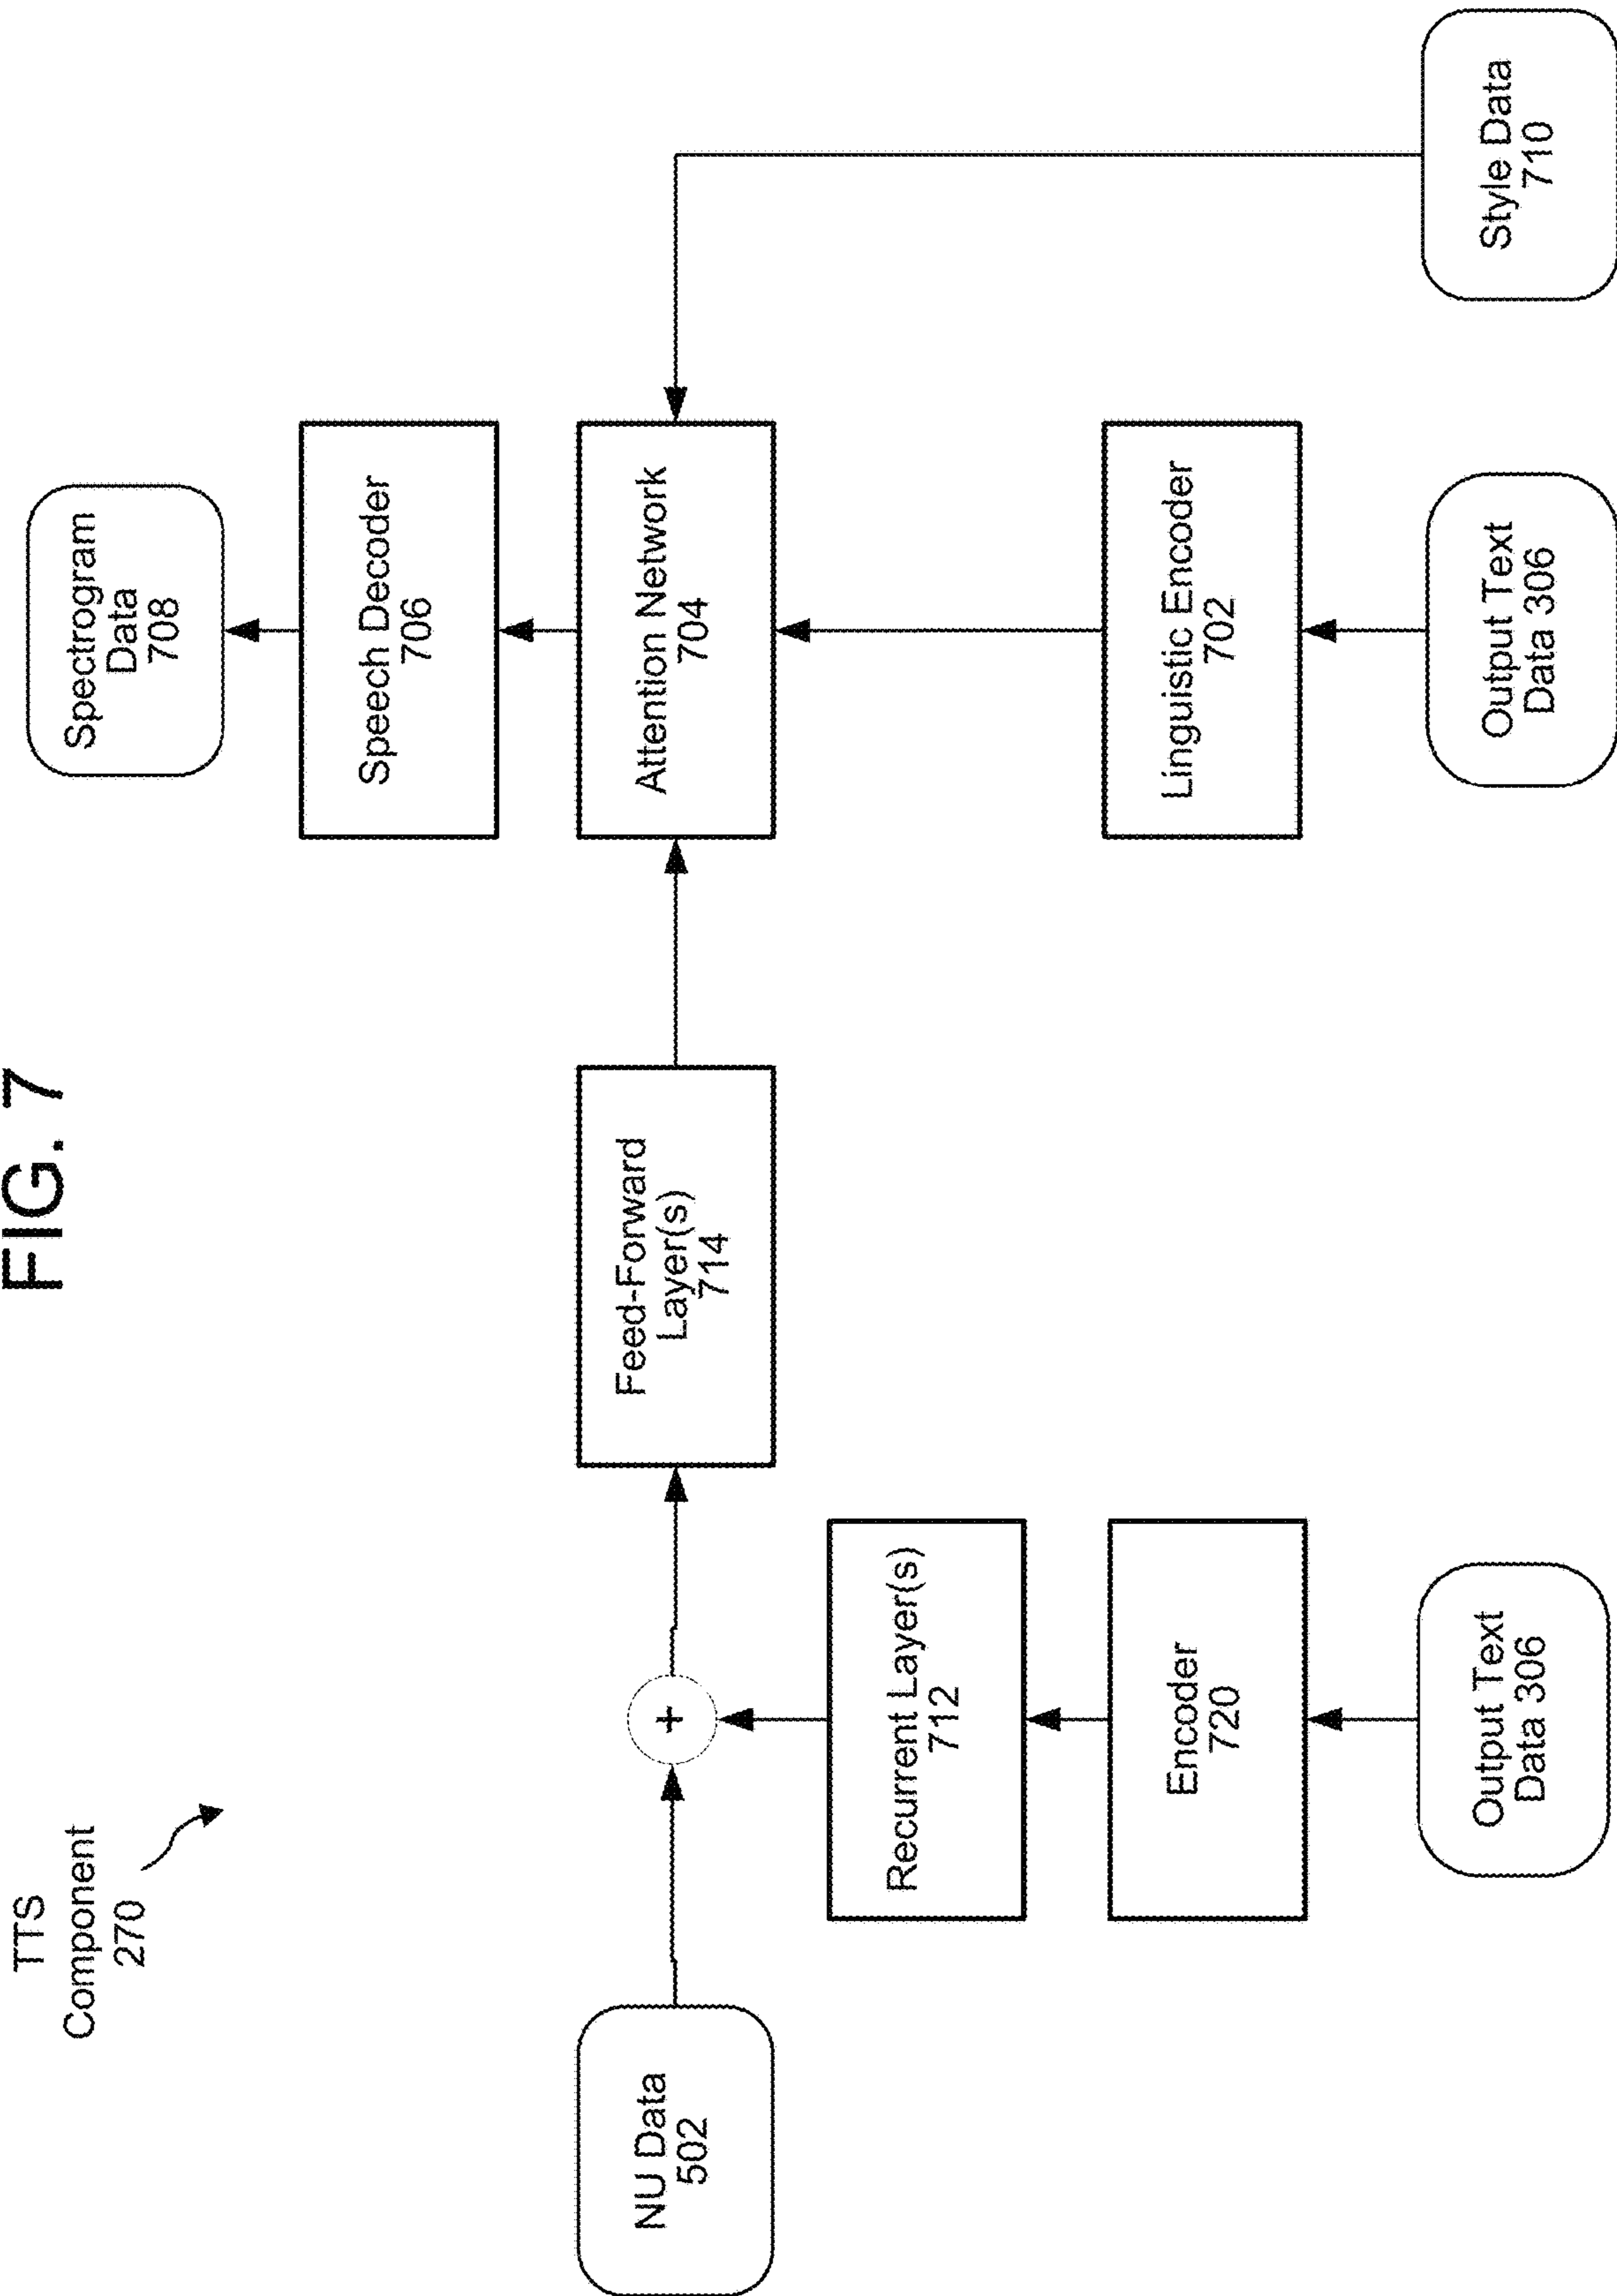 FIG. 7
TTS
Component
270
Spectrogram
Data
708
Speech Decoder
706
NU Data
502
+
Feed-Forward
Layer(s)
714
Attention Network
704
Recurrent Layer(s)
712
Encoder
720
Linguistic Encoder
702
Output Text
Data 306
Output Text
Data 306
Style Data
710